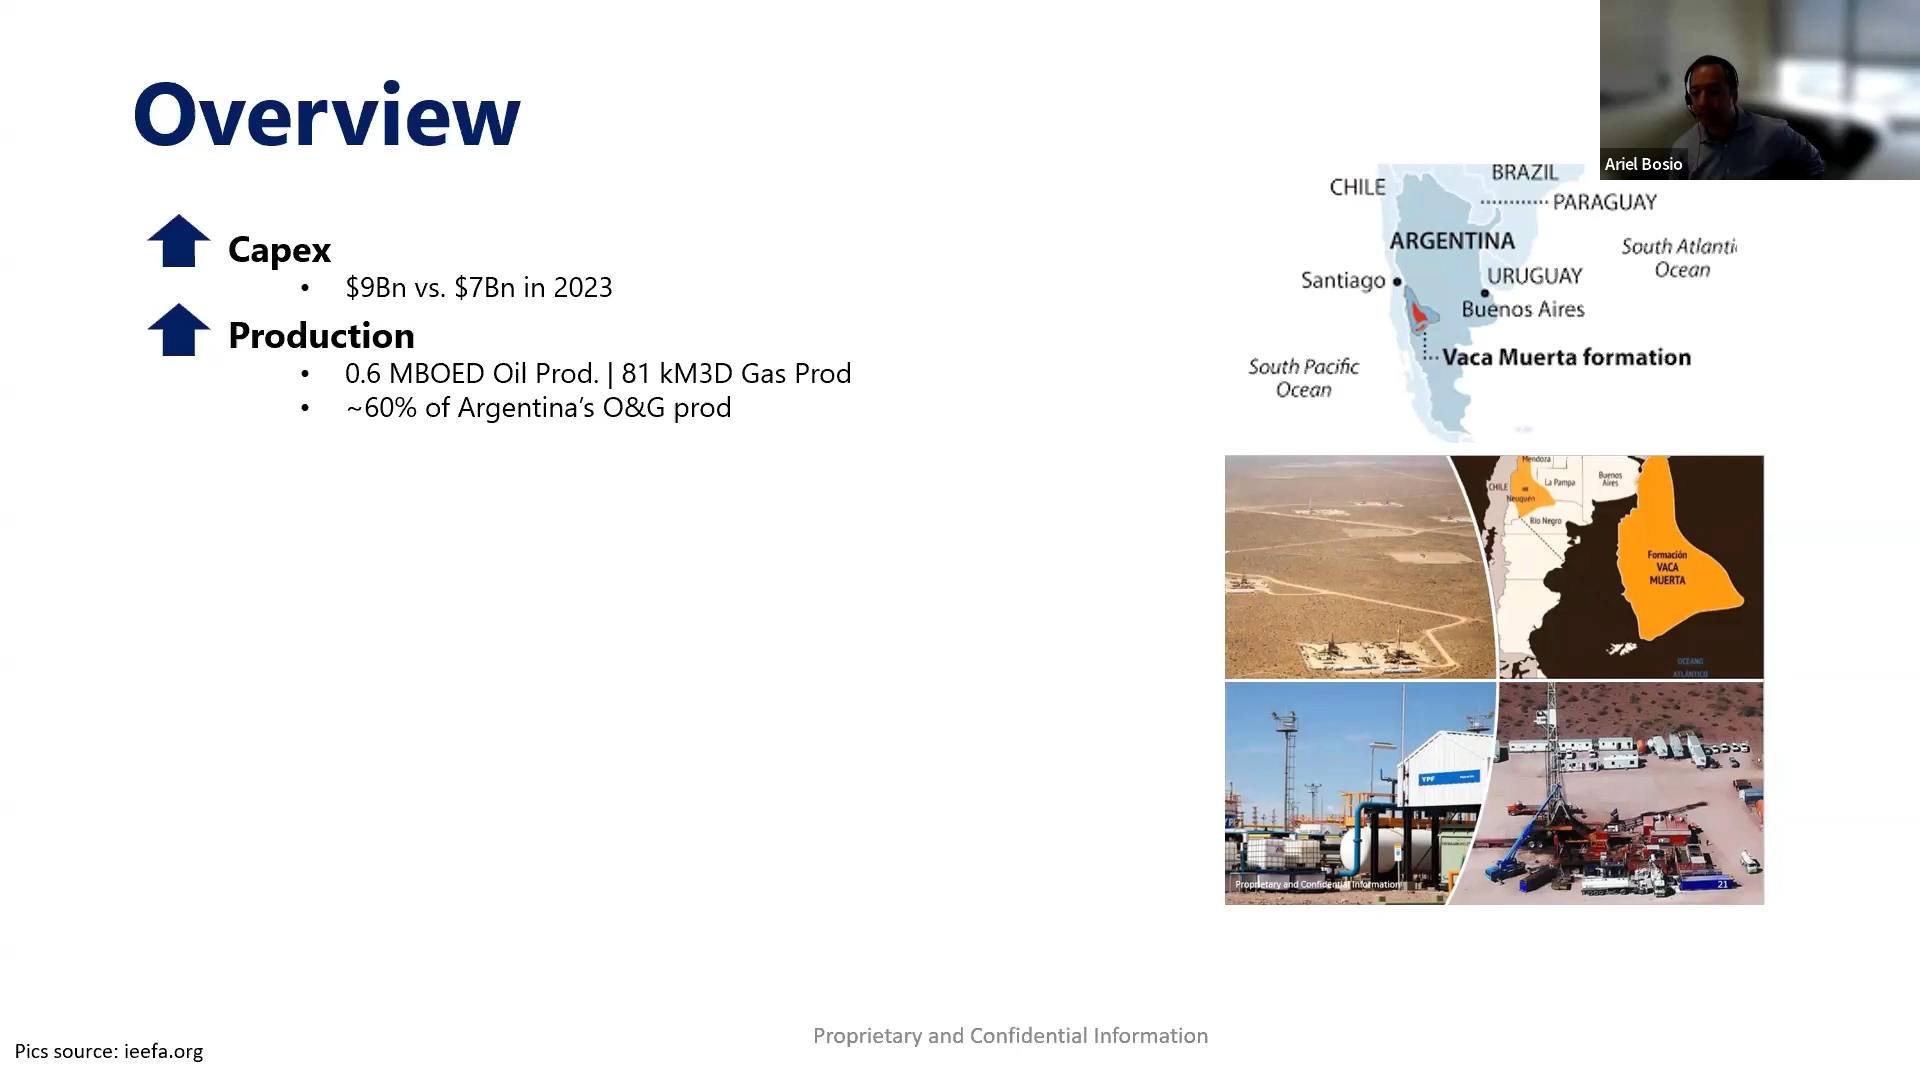 Overview
Capex
• $9Bn vs. $7Bn in 2023
Production
• 0.6 MBOED Oil Prod. | 81 kM3D Gas Prod
• ~60% of Argentina‘s O&G prod
Ariel Bosio
BRAZIL
CHILE
PARAGUAY
ARGENTINA
South Atlanti
Ocean
Santiago
URUGUAY
Buenos Aires
Vaca Muerta formation
South Pacific
Ocean
Mendoza
CHILE
La Pampa
Buenos
Aires
Neuquén
Río Negro
Formación
VACA
MUERTA
OCÉANO
ATLÁNTICO
YPF
Proprietary and Confidential Information
21
Proprietary and Confidential Information
Pics source: ieefa.org